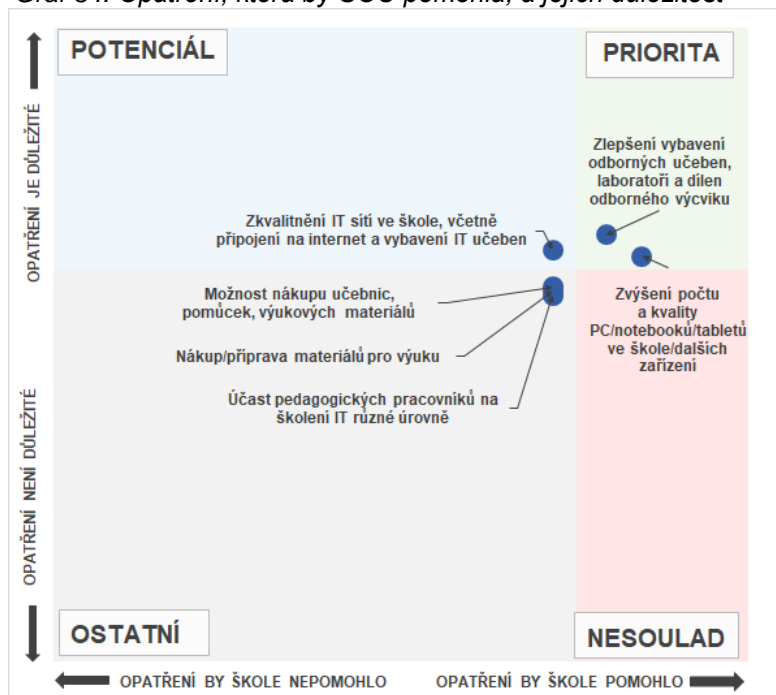 POTENCIÁL
PRIORITA
OPATŘENÍ JE DŮLEŽITÉ
Zlepšení vybavení
odborných učeben,
laboratoří a dílen
odborného výcviku
Zkvalitnění IT sítí ve škole, včetně
připojení na internet a vybavení IT učeben
Možnost nákupu učebnic,
pomůcek, výukových materiálů
Zvýšení počtu
a kvality
PC/notebooků/tabletů
ve škole/dalších
zařízení
Nákup/příprava materiálů pro výuku
Účast pedagogických pracovníků na
školení IT různé úrovně
OPATŘENÍ NENÍ DŮLEŽITÉ
OSTATNÍ
NESOULAD
OPATŘENÍ BY ŠKOLE NEPOMOHLO
OPATŘENÍ BY ŠKOLE POMOHLO